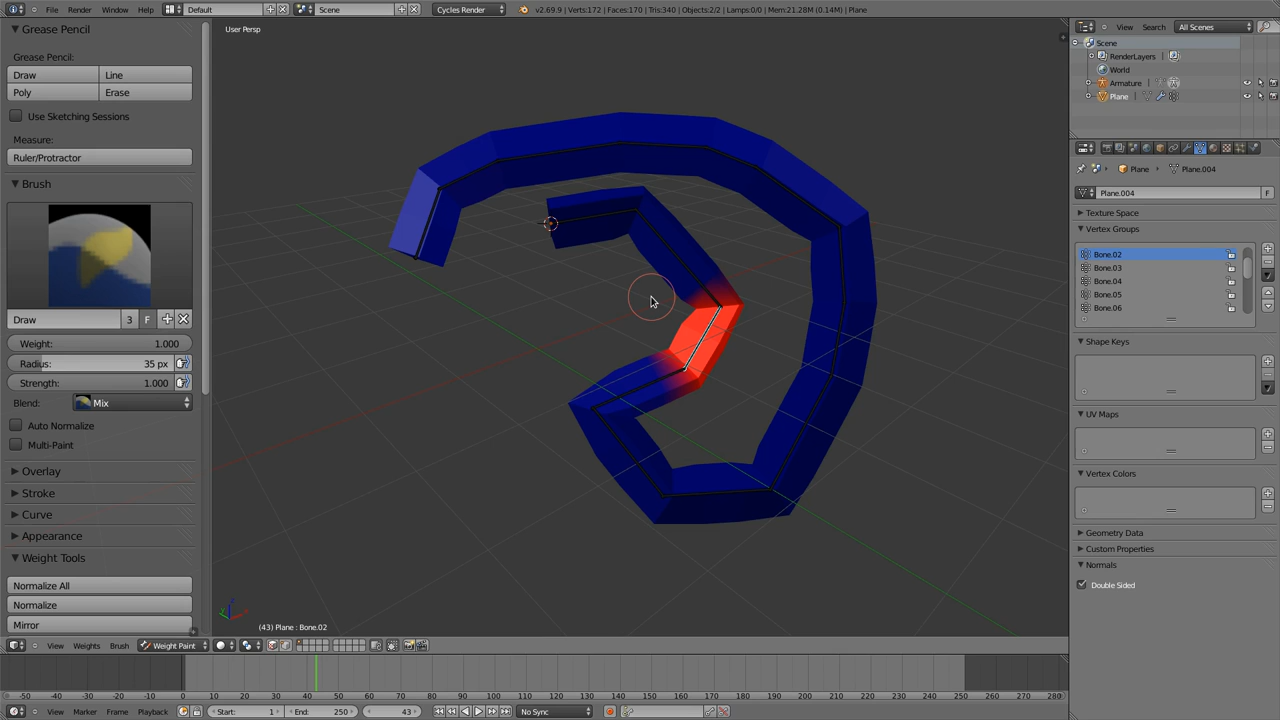 File Render Window Help Default Scene Cycles Render v2.69.9 | Verts:172 | Faces:170 | Tris:340 | Objects:2/2 | Lamps:0/0 | Mem:21.28M (0.14M) | Plane
Grease Pencil
Grease Pencil:
Draw Line
Poly Erase
Use Sketching Sessions
Measure:
Ruler/Protractor
Brush
Draw 3 F
Weight: 1.000
Radius: 35 px
Strength: 1.000
Blend: Mix
Auto Normalize
Multi-Paint
Overlay
Stroke
Curve
Appearance
Weight Tools
Normalize All
Normalize
Mirror
User Persp
(43) Plane : Bone.02
View Search All Scenes
Scene
RenderLayers
World
Armature
Plane
Plane Plane.004
Plane.004 F
Texture Space
Vertex Groups
Bone.02
Bone.03
Bone.04
Bone.05
Bone.06
Shape Keys
UV Maps
Vertex Colors
Geometry Data
Custom Properties
Normals
Double Sided
View Weights Brush Weight Paint
-50 -40 -30 -20 -10 0 10 20 30 40 50 60 70 80 90 100 110 120 130 140 150 160 170 180 190 200 210 220 230 240 250 260 270 280
View Marker Frame Playback Start: 1 End: 250 43 No Sync